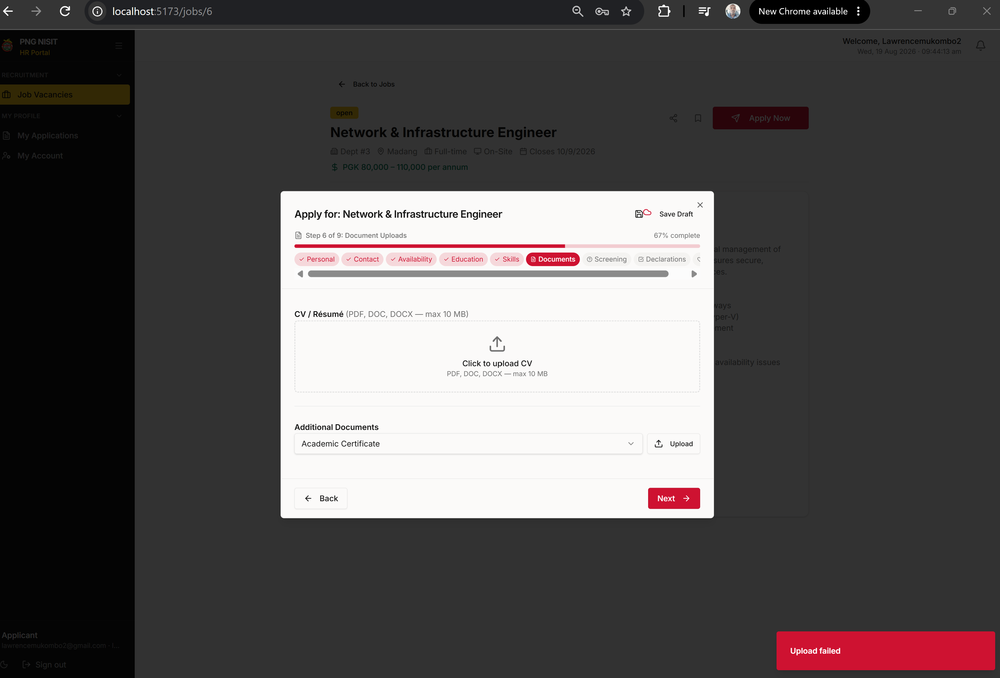 localhost:5173/jobs/6
New Chrome available
PNG NISIT
HR Portal
Welcome, Lawrencemukombo2
Wed, 19 Aug 2026 · 09:44:13 am
RECRUITMENT
Job Vacancies
MY PROFILE
My Applications
My Account
Back to Jobs
open
Apply Now
Network & Infrastructure Engineer
Dept #3 Madang Full-time On-Site Closes 10/9/2026
PGK 80,000 – 110,000 per annum
Apply for: Network & Infrastructure Engineer
Save Draft
Step 6 of 9: Document Uploads
67% complete
Personal Contact Availability Education Skills Documents Screening Declarations
al management of
sures secure,
ces.
ways
yper-V)
ment
availability issues
CV / Résumé (PDF, DOC, DOCX — max 10 MB)
Click to upload CV
PDF, DOC, DOCX — max 10 MB
Additional Documents
Academic Certificate
Upload
Back
Next
Applicant
lawrencemukombo2@gmail.com · l...
Sign out
Upload failed